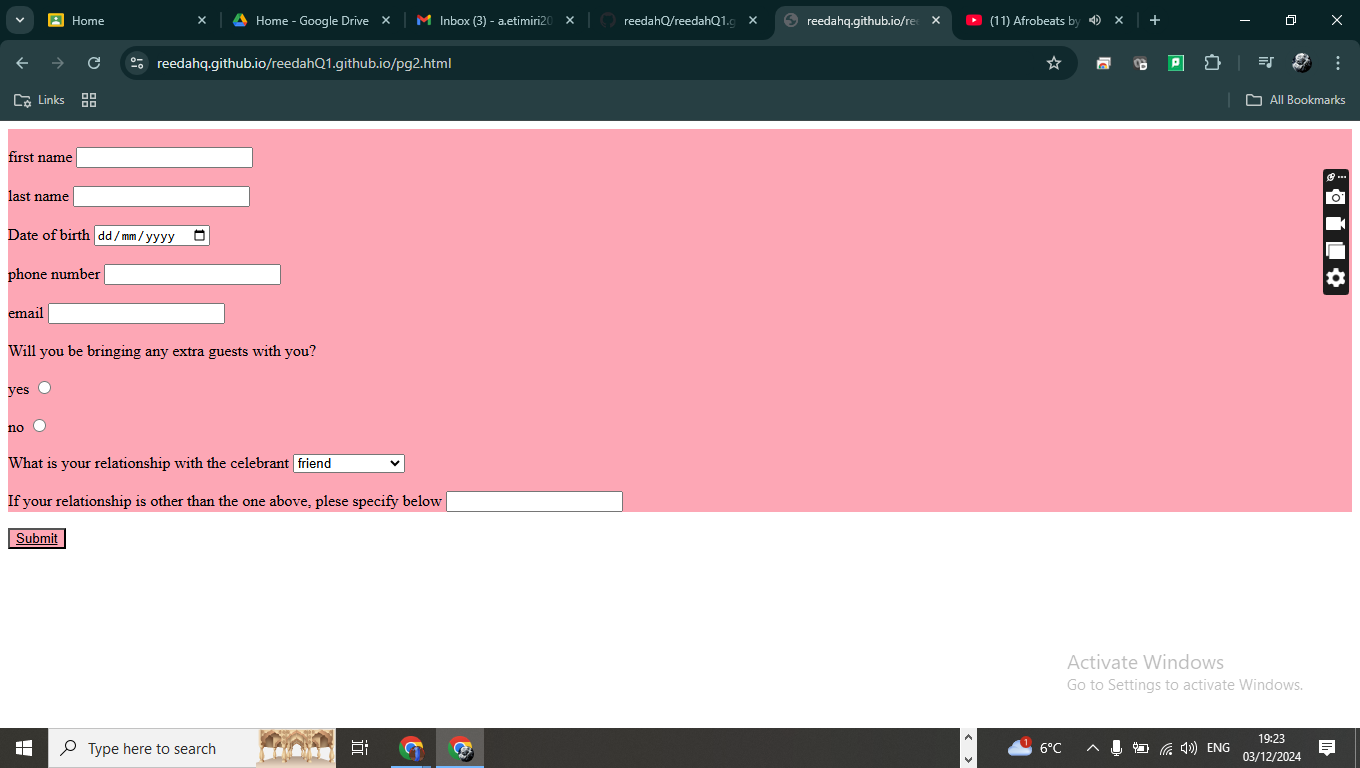 Home
Home - Google Drive
Inbox (3) - a.etimiri20
reedahQ/reedahQ1.g
reedahq.github.io/ree
(11) Afrobeats by
reedahq.github.io/reedahQ1.github.io/pg2.html
Links
All Bookmarks
first name
last name
Date of birth dd/mm/yyyy
phone number
email
Will you be bringing any extra guests with you?
yes
no
What is your relationship with the celebrant friend
If your relationship is other than the one above, plese specify below
Submit
Activate Windows
Go to Settings to activate Windows.
Type here to search
1
6°C
ENG
19:23
03/12/2024